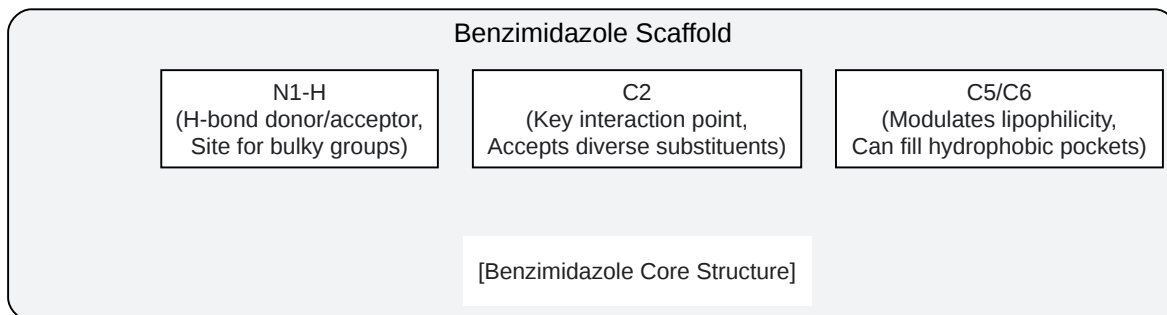 Benzimidazole Scaffold
N1-H
(H-bond donor/acceptor,
Site for bulky groups)
C2
(Key interaction point,
Accepts diverse substituents)
C5/C6
(Modulates lipophilicity,
Can fill hydrophobic pockets)
[Benzimidazole Core Structure]